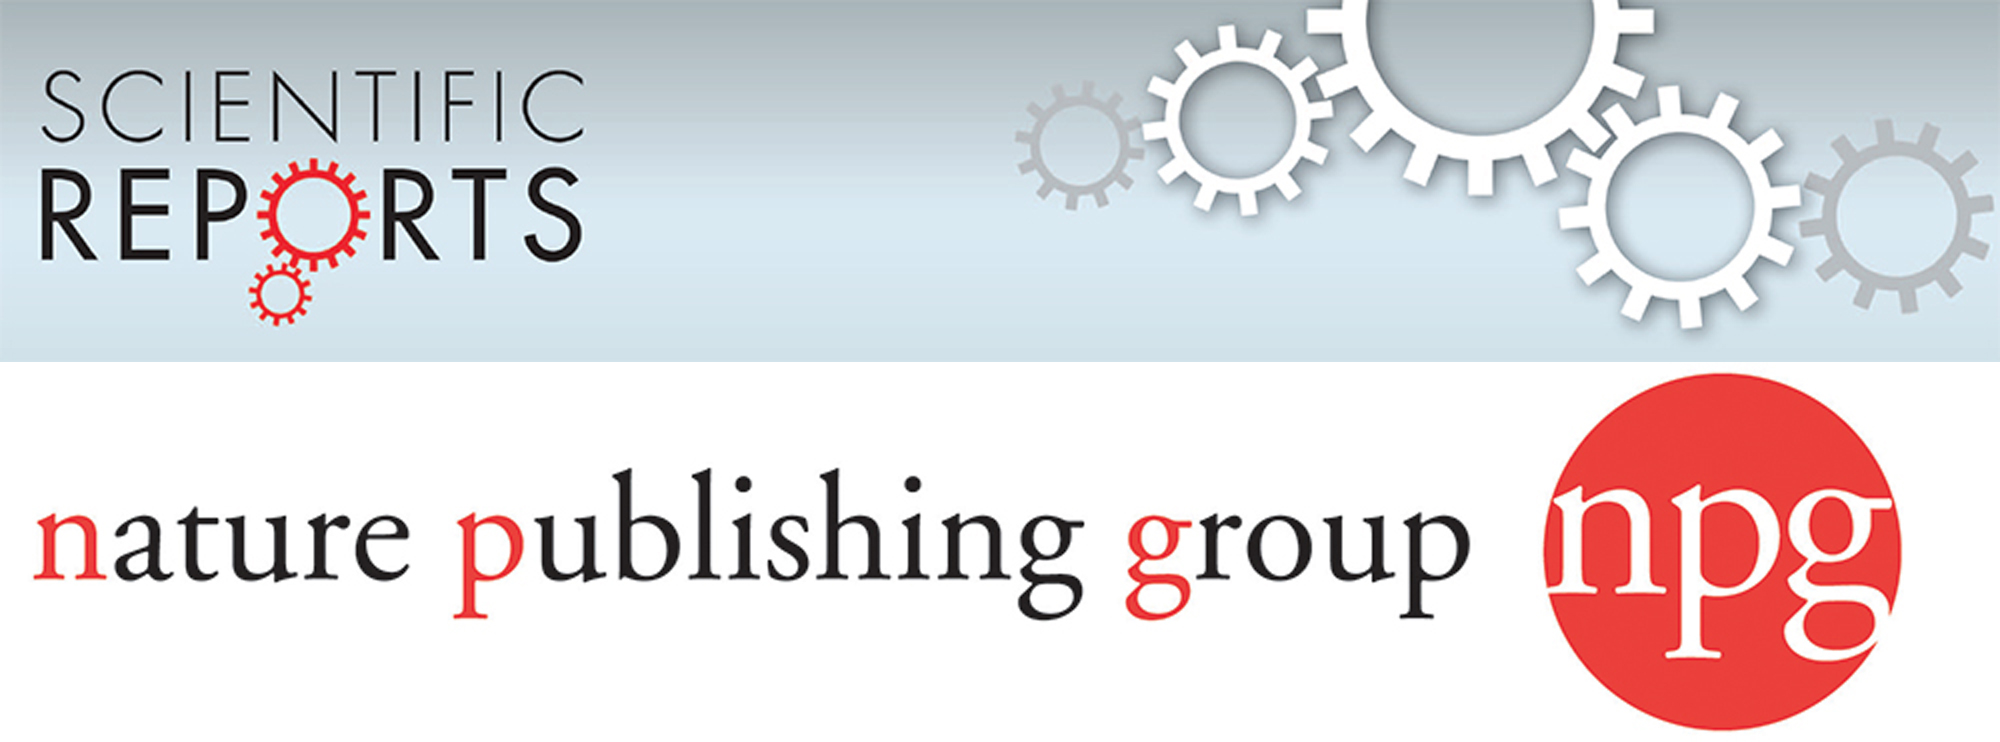 SCIENTIFIC
REPORTS
nature publishing group
npg